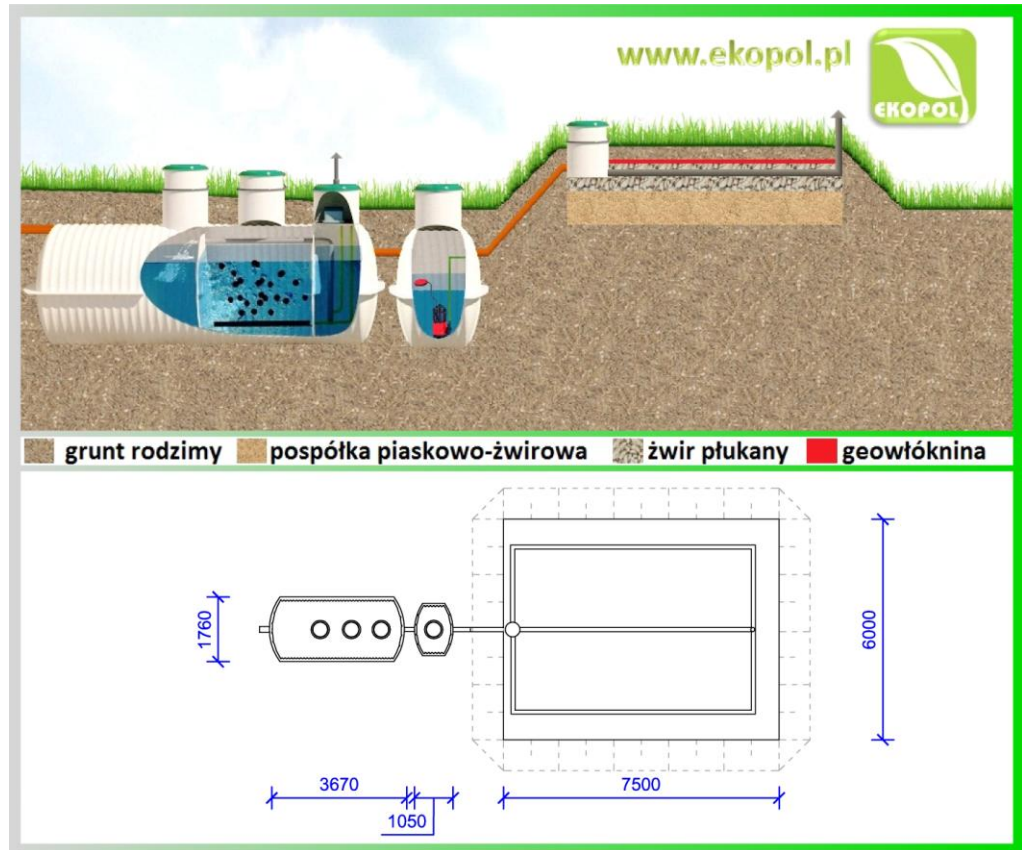 www.ekopol.pl
EKOPOL
grunt rodzimy pospółka piaskowo-żwirowa żwir płukany geowłóknina
1760
6000
3670
7500
1050